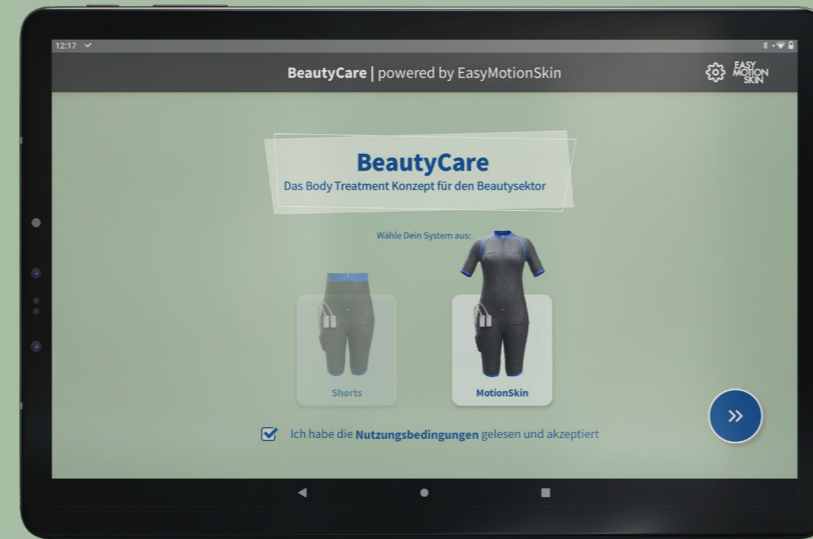 12:17
BeautyCare | powered by EasyMotionSkin
EASY
MOTION
SKIN
BeautyCare
Das Body Treatment Konzept für den Beautysektor
Wähle Dein System aus:
Shorts
MotionSkin
Ich habe die Nutzungsbedingungen gelesen und akzeptiert